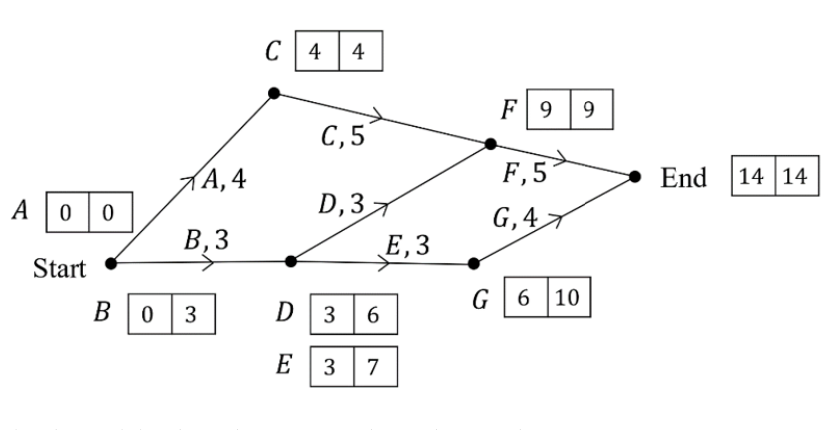 C 4 4
F 9 9
C, 5
F, 5
End 14 14
A 0 0
A, 4
D, 3
G, 4
B, 3
E, 3
Start
B 0 3
D 3 6
G 6 10
E 3 7